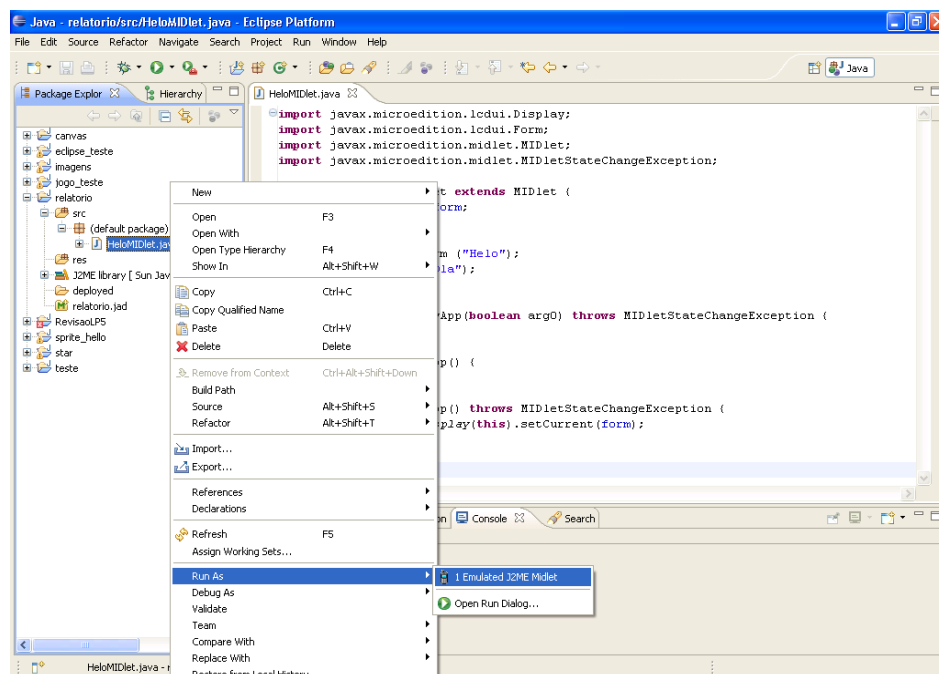 Java - relatorio/src/HeloMIDlet.java - Eclipse Platform
File Edit Source Refactor Navigate Search Project Run Window Help
Java
Package Explor Hierarchy
HeloMIDlet.java
canvas
eclipse_teste
imagens
jogo_teste
relatorio
src
(default package)
HeloMIDlet.jav
res
J2ME library [ Sun Jav
deployed
relatorio.jad
RevisaoLP5
sprite_hello
star
teste
import javax.microedition.lcdui.Display;
import javax.microedition.lcdui.Form;
import javax.microedition.midlet.MIDlet;
import javax.microedition.midlet.MIDletStateChangeException;
t extends MIDlet {
orm;
m ("Helo");
la");
App(boolean arg0) throws MIDletStateChangeException {
p() {
p() throws MIDletStateChangeException {
play(this).setCurrent(form);
New
Open F3
Open With
Open Type Hierarchy F4
Show In Alt+Shift+W
Copy Ctrl+C
Copy Qualified Name
Paste Ctrl+V
Delete Delete
Remove from Context Ctrl+Alt+Shift+Down
Build Path
Source Alt+Shift+S
Refactor Alt+Shift+T
Import...
Export...
References
Declarations
Refresh F5
Assign Working Sets...
Run As
Debug As
Validate
Team
Compare With
Replace With
Restore from Local History...
1 Emulated J2ME Midlet
Open Run Dialog...
on Console Search
HeloMIDlet.java - r